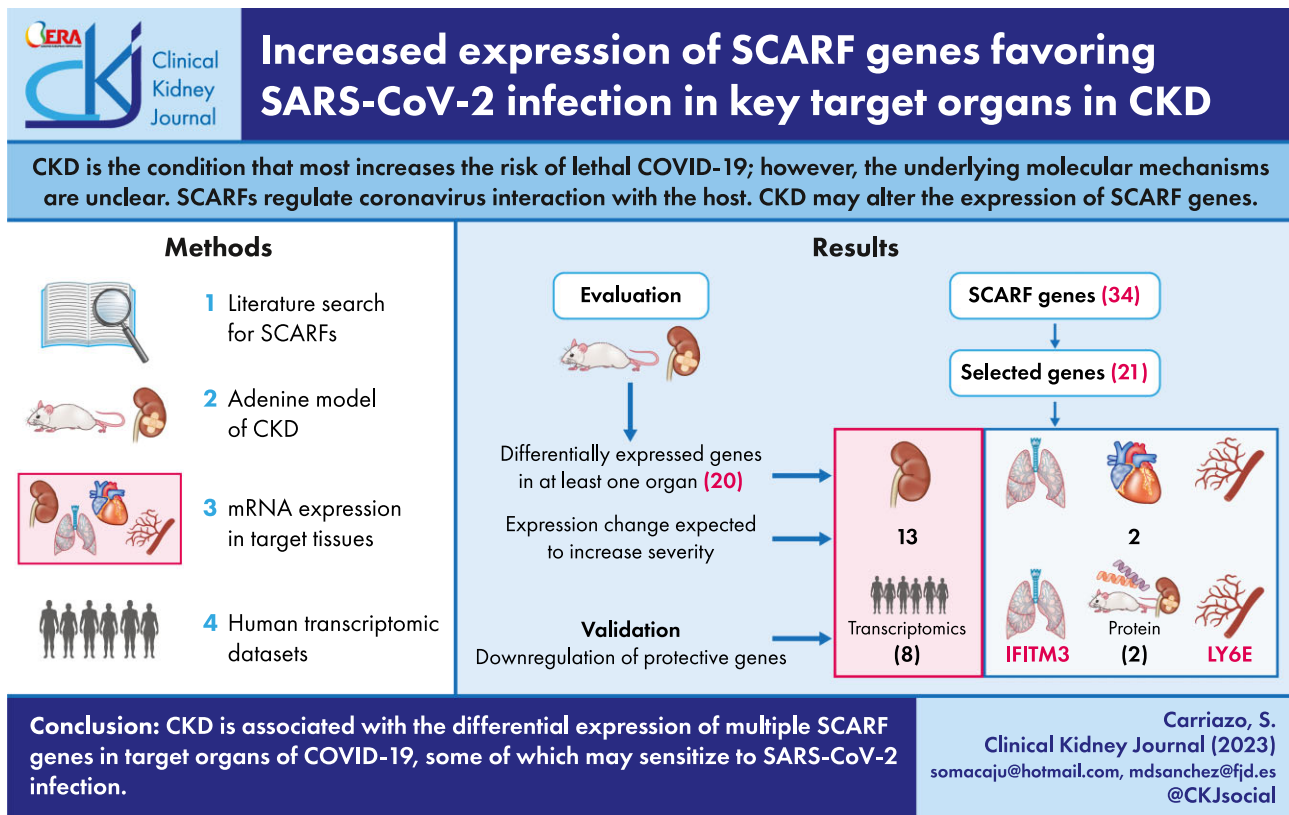 ERA
CKJ
Clinical
Kidney
Journal
Increased expression of SCARF genes favoring
SARS-CoV-2 infection in key target organs in CKD
CKD is the condition that most increases the risk of lethal COVID-19; however, the underlying molecular mechanisms
are unclear. SCARFs regulate coronavirus interaction with the host. CKD may alter the expression of SCARF genes.
Methods
1 Literature search
for SCARFs
2 Adenine model
of CKD
3 mRNA expression
in target tissues
4 Human transcriptomic
datasets
Results
Evaluation
SCARF genes (34)
Selected genes (21)
Differentially expressed genes
in at least one organ (20)
Expression change expected
to increase severity
13
2
Validation
Downregulation of protective genes
Transcriptomics
(8)
IFITM3
Protein
(2)
LY6E
Conclusion: CKD is associated with the differential expression of multiple SCARF
genes in target organs of COVID-19, some of which may sensitize to SARS-CoV-2
infection.
Carriazo, S.
Clinical Kidney Journal (2023)
somacaju@hotmail.com, mdsanchez@fjd.es
@CKJsocial